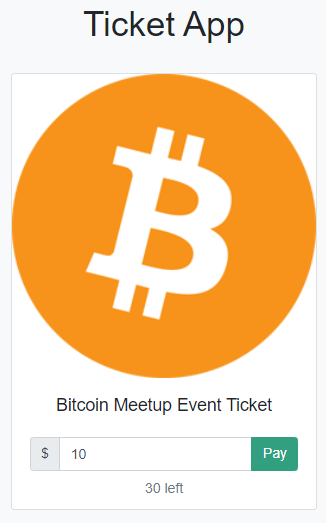 Ticket App
Bitcoin Meetup Event Ticket
$ 10 Pay
30 left